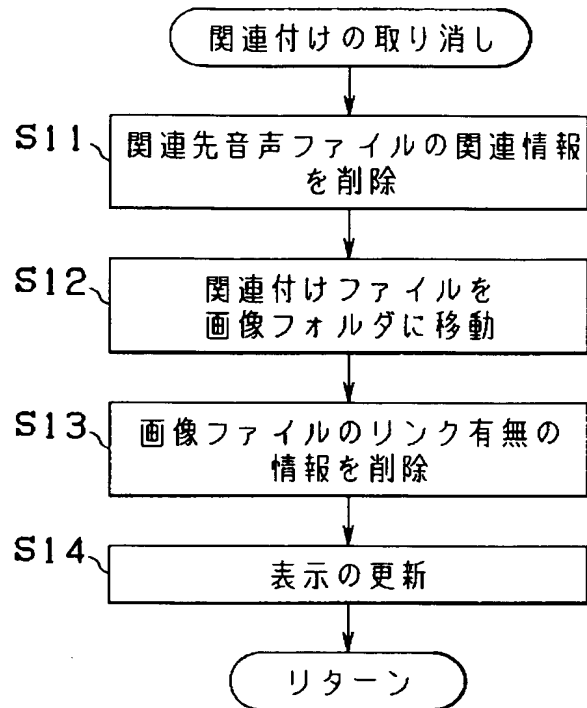 関連付けの取り消し
S11
関連先音声ファイルの関連情報
を削除
S12
関連付けファイルを
画像フォルダに移動
S13
画像ファイルのリンク有無の
情報を削除
S14
表示の更新
リターン